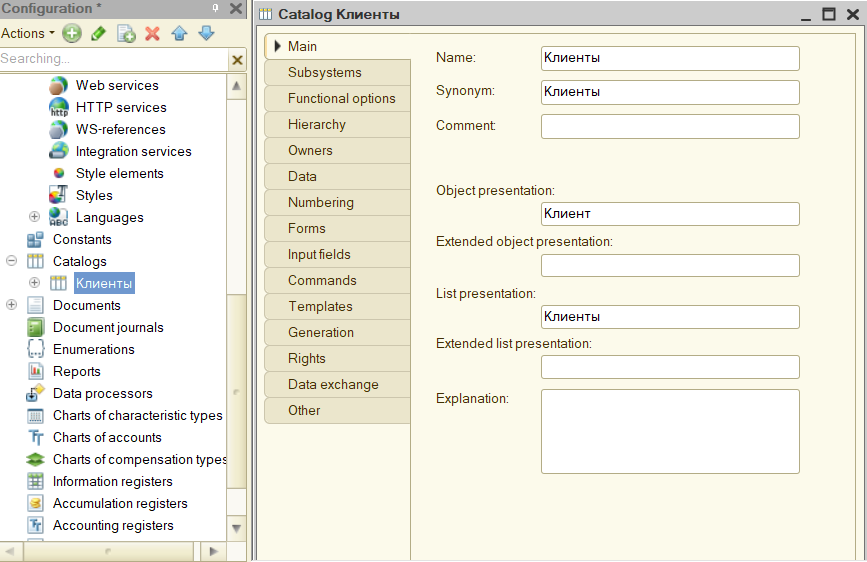 Configuration *
Actions
Searching...
Web services
HTTP services
WS-references
Integration services
Style elements
Styles
Languages
Constants
Catalogs
Клиенты
Documents
Document journals
Enumerations
Reports
Data processors
Charts of characteristic types
Charts of accounts
Charts of compensation types
Information registers
Accumulation registers
Accounting registers
Catalog Клиенты
Main
Subsystems
Functional options
Hierarchy
Owners
Data
Numbering
Forms
Input fields
Commands
Templates
Generation
Rights
Data exchange
Other
Name: Клиенты
Synonym: Клиенты
Comment:
Object presentation:
Клиент
Extended object presentation:
List presentation:
Клиенты
Extended list presentation:
Explanation: